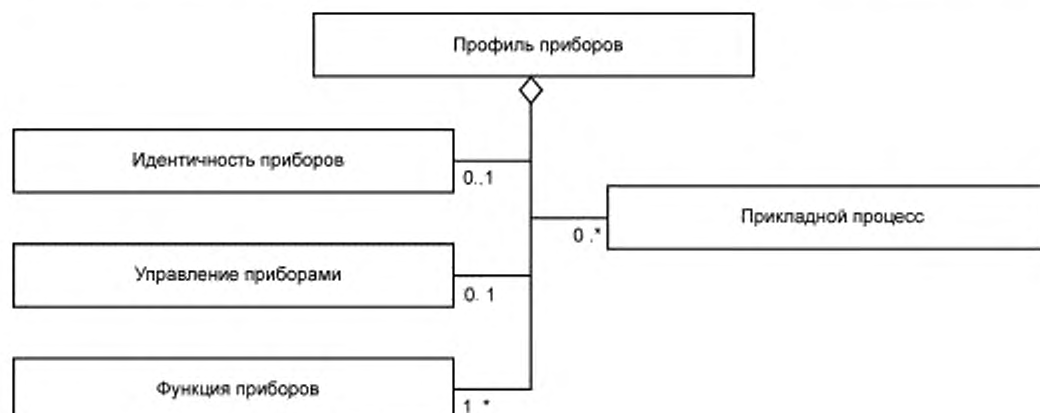 Профиль приборов
Идентичность приборов
0..1
Прикладной процесс
0 .*
Управление приборами
0. 1
Функция приборов
1 *